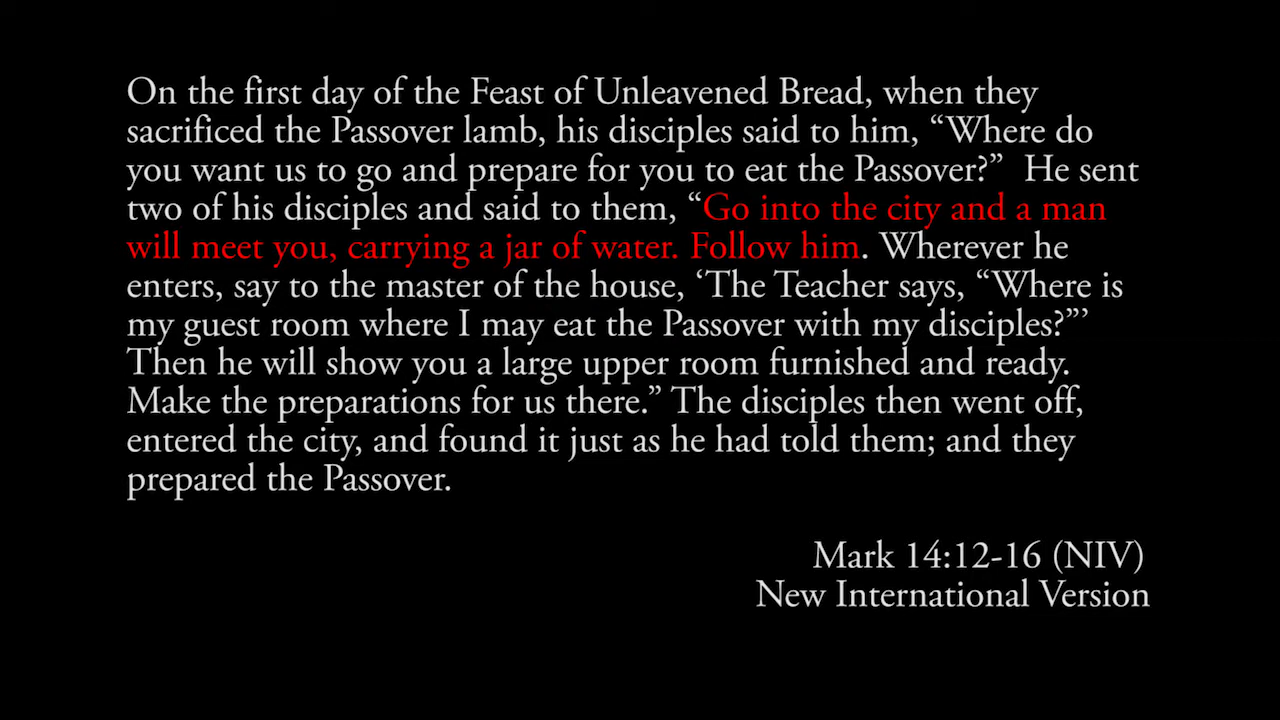 On the first day of the Feast of Unleavened Bread, when they
sacrificed the Passover lamb, his disciples said to him, “Where do
you want us to go and prepare for you to eat the Passover?”  He sent
two of his disciples and said to them, “Go into the city and a man
will meet you, carrying a jar of water. Follow him. Wherever he
enters, say to the master of the house, ‘The Teacher says, “Where is
my guest room where I may eat the Passover with my disciples?”’
Then he will show you a large upper room furnished and ready.
Make the preparations for us there.” The disciples then went off,
entered the city, and found it just as he had told them; and they
prepared the Passover.
Mark 14:12-16 (NIV)
New International Version